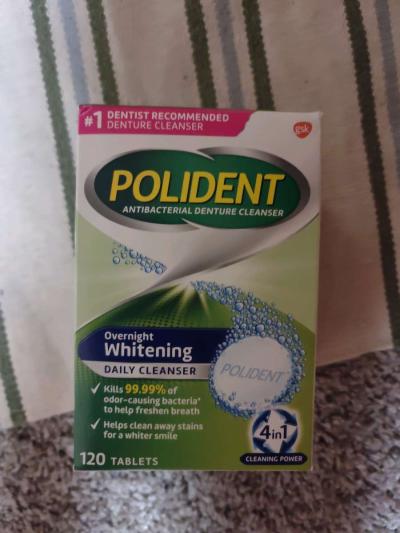 #1 DENTIST RECOMMENDED
DENTURE CLEANSER
gsk
POLIDENT
ANTIBACTERIAL DENTURE CLEANSER
Overnight
Whitening
DAILY CLEANSER
POLIDENT
Kills 99.99% of
odor-causing bacteria*
to help freshen breath
Helps clean away stains
for a whiter smile
4in1
CLEANING POWER
120 TABLETS